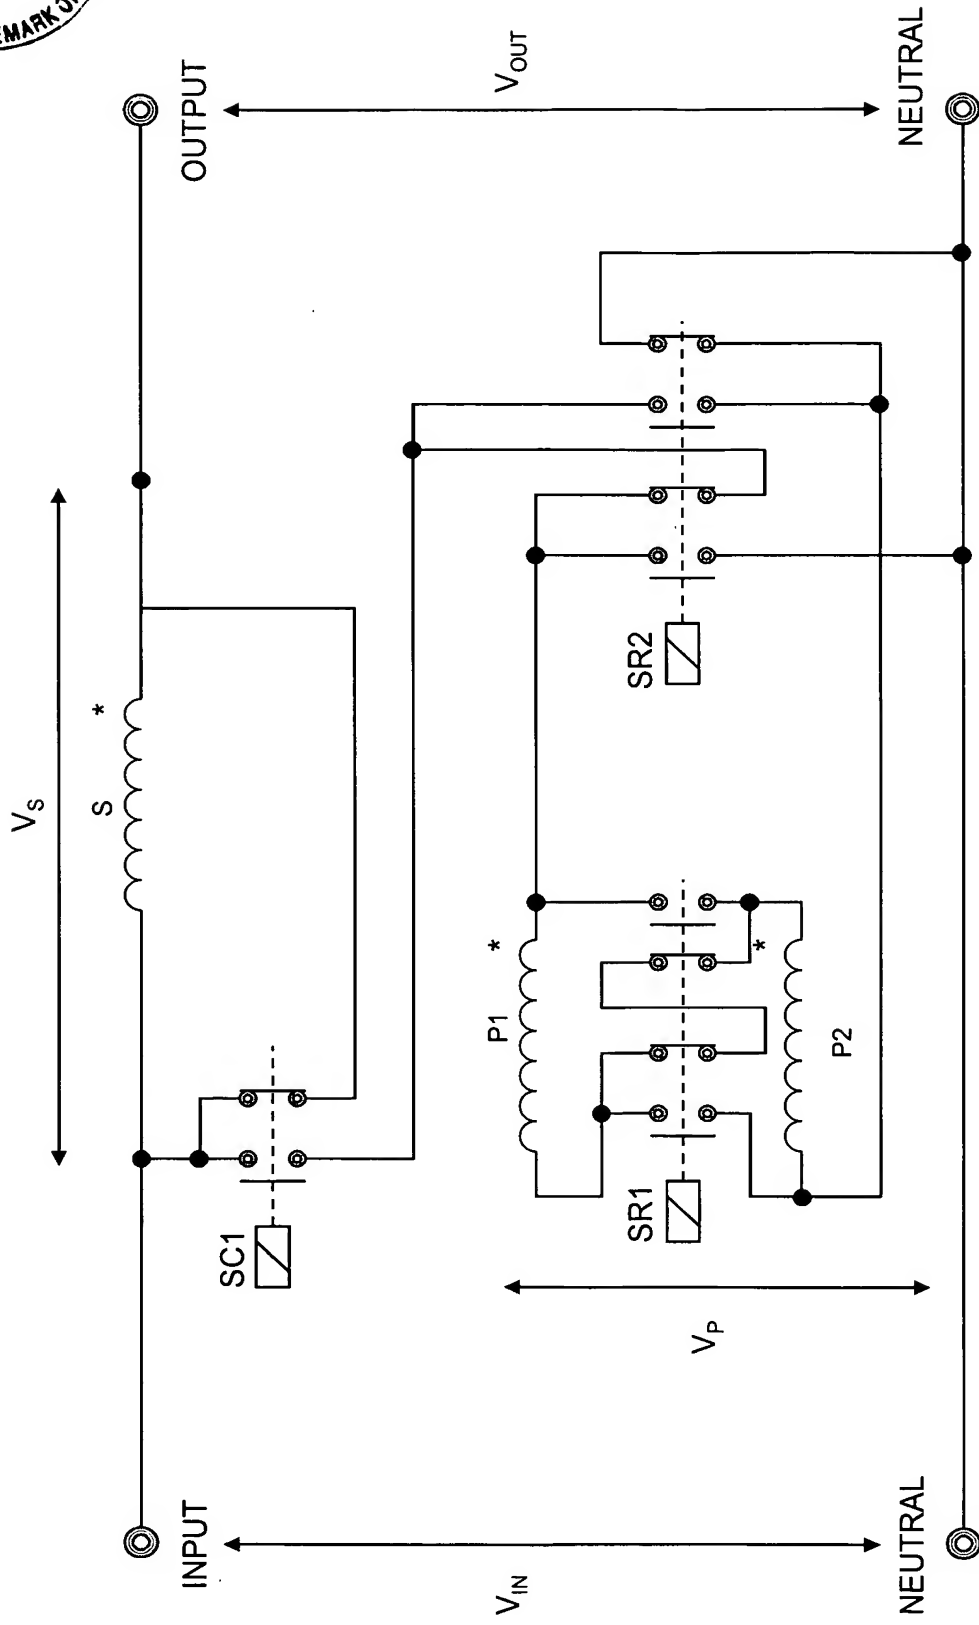 OUTPUT
V_OUT
NEUTRAL
V_S
S
*
SR2
SC1
P1
*
*
P2
SR1
V_P
INPUT
V_IN
NEUTRAL